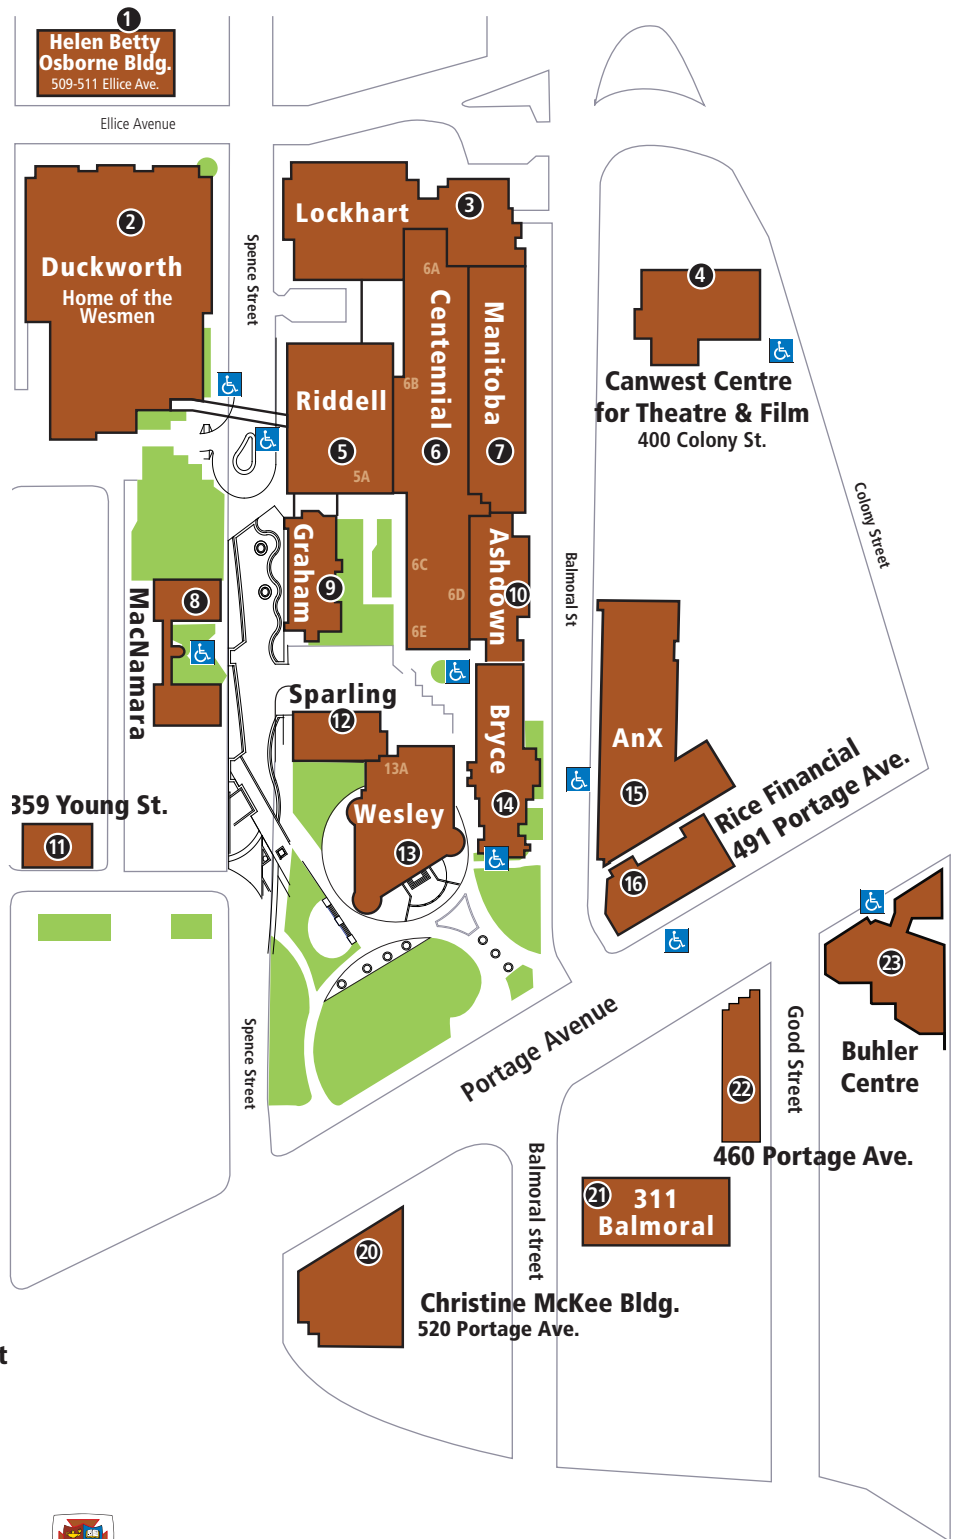 1
Helen Betty
Osborne Bldg.
509-511 Ellice Ave.
Ellice Avenue
2
Duckworth
Home of the
Wesmen
Spence Street
Lockhart
3
6A
Centennial
6B
6
6C
6D
6E
Manitoba
7
4
Canwest Centre
for Theatre & Film
400 Colony St.
Colony Street
Riddell
5
5A
Graham
9
Ashdown
10
Balmoral St
MacNamara
8
Sparling
12
13A
Wesley
13
Bryce
14
AnX
15
Rice Financial
491 Portage Ave.
16
359 Young St.
11
23
Buhler
Centre
Spence Street
Portage Avenue
Good Street
22
460 Portage Ave.
Balmoral street
21
311
Balmoral
20
Christine McKee Bldg.
520 Portage Ave.
t